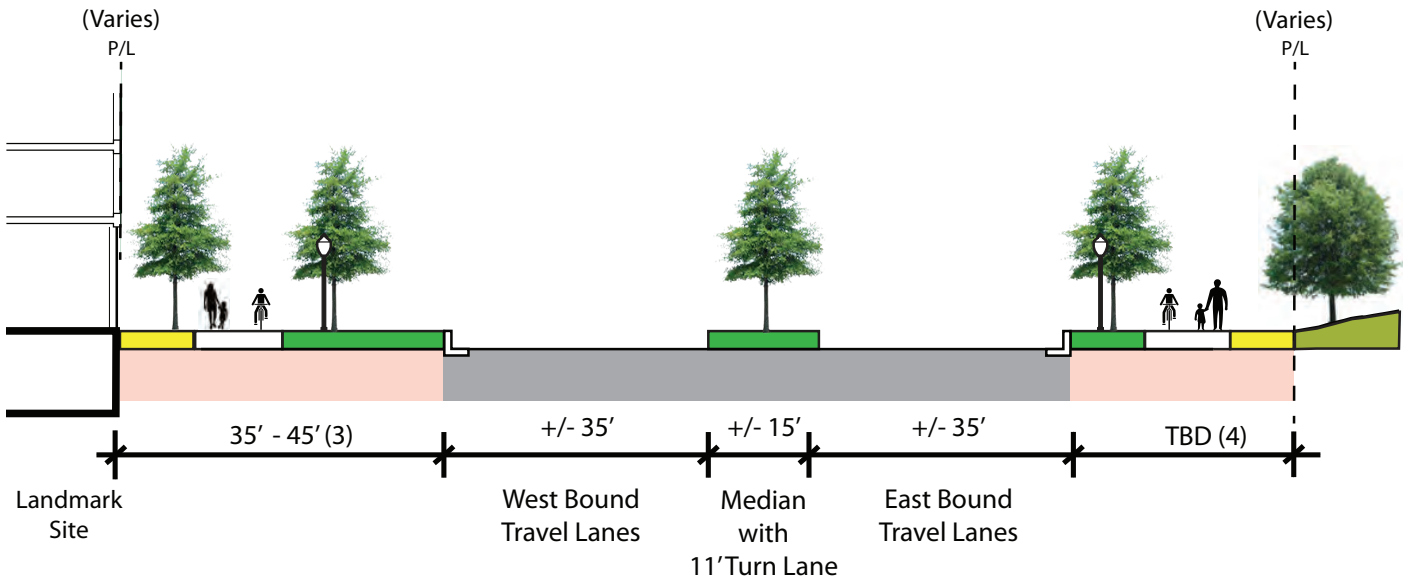 (Varies)
P/L
(Varies)
P/L
35′ - 45′ (3)
+/- 35′
+/- 15′
+/- 35′
TBD (4)
Landmark
Site
West Bound
Travel Lanes
Median
with
11′ Turn Lane
East Bound
Travel Lanes